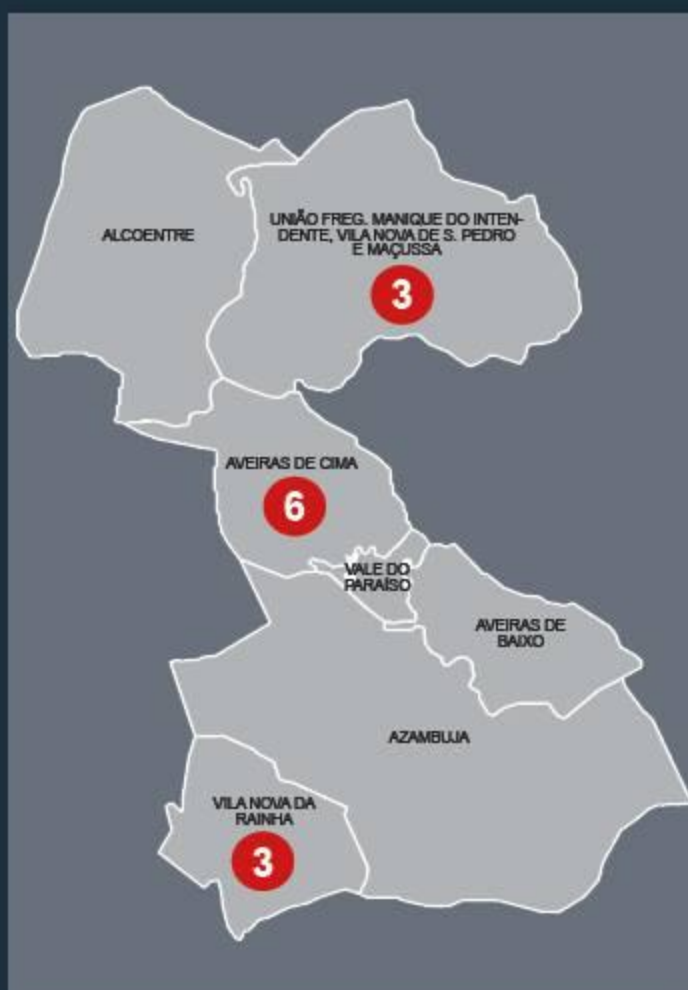 ALCOENTRE
UNIÃO FREG. MANIQUE DO INTEN-
DENTE, VILA NOVA DE S. PEDRO
E MAÇUSSA
3
AVEIRAS DE CIMA
6
VALE DO
PARAÍSO
AVEIRAS DE
BAIXO
AZAMBUJA
VILA NOVA DA
RAINHA
3